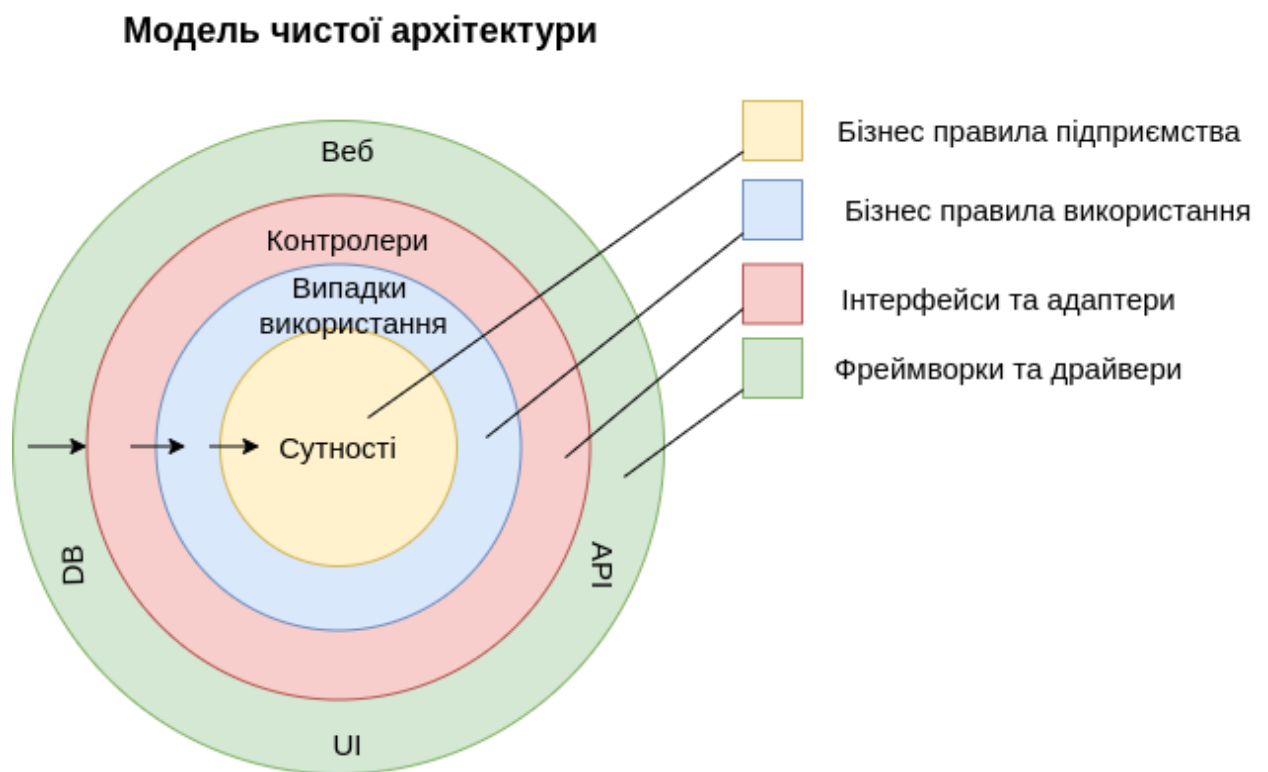 Модель чистої архітектури
Веб
Контролери
Випадки
використання
Сутності
DB
API
UI
Бізнес правила підприємства
Бізнес правила використання
Інтерфейси та адаптери
Фреймворки та драйвери